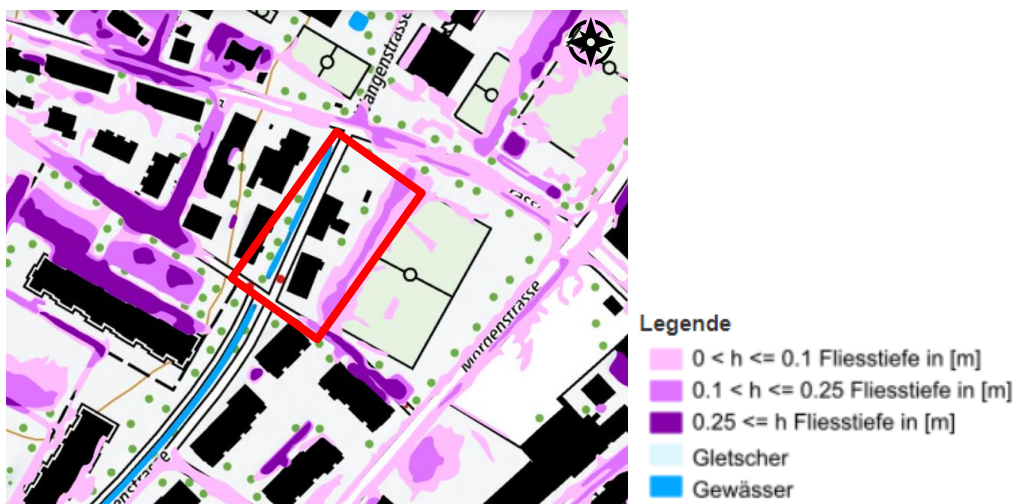 angenstrasse
rasse
Morgenstrasse
enstrasse
Legende
0 < h <= 0.1 Fliesstiefe in [m]
0.1 < h <= 0.25 Fliesstiefe in [m]
0.25 <= h Fliesstiefe in [m]
Gletscher
Gewässer